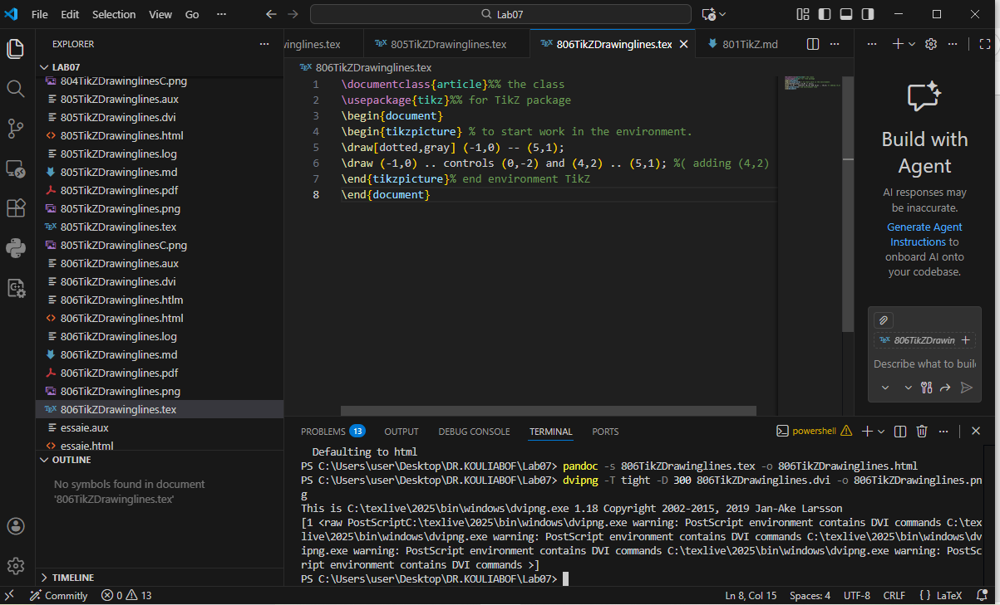 File Edit Selection View Go ··· Lab07
EXPLORER ···
LAB07
804TikZDrawinglinesC.png
805TikZDrawinglines.aux
805TikZDrawinglines.dvi
805TikZDrawinglines.html
805TikZDrawinglines.log
805TikZDrawinglines.md
805TikZDrawinglines.pdf
805TikZDrawinglines.png
805TikZDrawinglines.tex
805TikZDrawinglinesC.png
806TikZDrawinglines.aux
806TikZDrawinglines.dvi
806TikZDrawinglines.htlm
806TikZDrawinglines.html
806TikZDrawinglines.log
806TikZDrawinglines.md
806TikZDrawinglines.pdf
806TikZDrawinglines.png
806TikZDrawinglines.tex
essaie.aux
essaie.html
OUTLINE
No symbols found in document
'806TikZDrawinglines.tex'
TIMELINE
winglines.tex TEX 805TikZDrawinglines.tex TEX 806TikZDrawinglines.tex 801TikZ.md
TEX 806TikZDrawinglines.tex
1 \documentclass{article}%% the class
2 \usepackage{tikz}%% for TikZ package
3 \begin{document}
4 \begin{tikzpicture} % to start work in the environment.
5 \draw[dotted,gray] (-1,0) -- (5,1);
6 \draw (-1,0) .. controls (0,-2) and (4,2) .. (5,1); %( adding (4,2)
7 \end{tikzpicture}% end environment TikZ
8 \end{document}
Build with
Agent
AI responses may
be inaccurate.
Generate Agent
Instructions to
onboard AI onto
your codebase.
TEX 806TikZDrawin
Describe what to buil
PROBLEMS 13 OUTPUT DEBUG CONSOLE TERMINAL PORTS powershell
Defaulting to html
PS C:\Users\user\Desktop\DR.KOULIABOF\Lab07> pandoc -s 806TikZDrawinglines.tex -o 806TikZDrawinglines.html
PS C:\Users\user\Desktop\DR.KOULIABOF\Lab07> dvipng -T tight -D 300 806TikZDrawinglines.dvi -o 806TikZDrawinglines.pn
g
This is C:\texlive\2025\bin\windows\dvipng.exe 1.18 Copyright 2002-2015, 2019 Jan-Ake Larsson
[1 <raw PostScriptC:\texlive\2025\bin\windows\dvipng.exe warning: PostScript environment contains DVI commands C:\tex
live\2025\bin\windows\dvipng.exe warning: PostScript environment contains DVI commands C:\texlive\2025\bin\windows\dv
ipng.exe warning: PostScript environment contains DVI commands C:\texlive\2025\bin\windows\dvipng.exe warning: PostSc
ript environment contains DVI commands >]
PS C:\Users\user\Desktop\DR.KOULIABOF\Lab07>
Commitly 0 13 Ln 8, Col 15 Spaces: 4 UTF-8 CRLF {} LaTeX